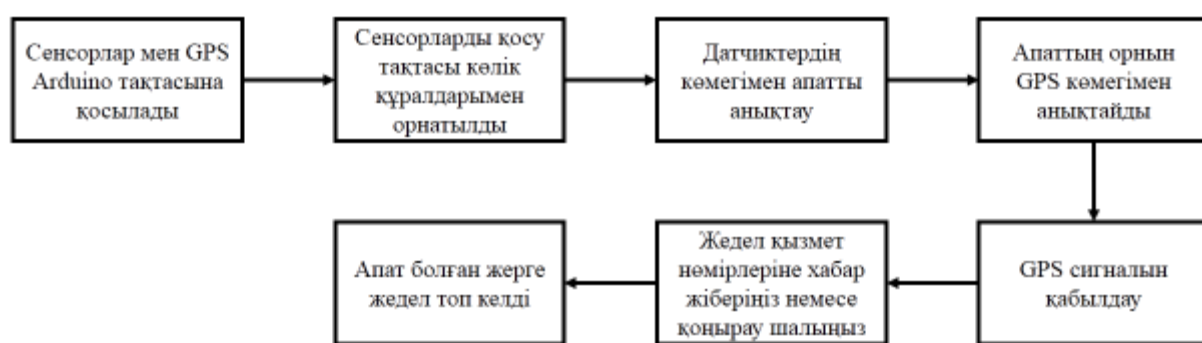 Сенсорлар мен GPS
Arduino тақтасына
қосылады
Сенсорларды қосу
тақтасы көлік
құралдарымен
орнатылды
Датчиктердің
көмегімен апатты
анықтау
Апаттың орнын
GPS көмегімен
анықтайды
GPS сигналын
қабылдау
Жедел қызмет
нөмірлеріне хабар
жіберіңіз немесе
қоңырау шалыңыз
Апат болған жерге
жедел топ келді